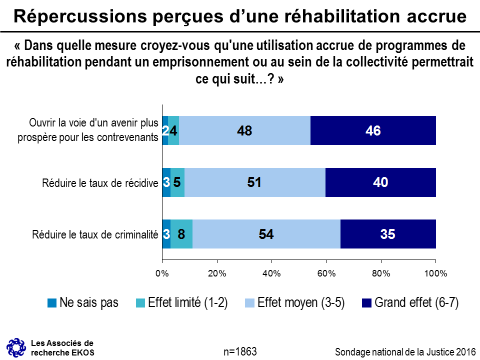 Répercussions perçues d’une réhabilitation accrue
« Dans quelle mesure croyez-vous qu'une utilisation accrue de programmes de
réhabilitation pendant un emprisonnement ou au sein de la collectivité permettrait
ce qui suit…? »
Ouvrir la voie d'un avenir plus
prospère pour les contrevenants
2 4 48 46
Réduire le taux de récidive
3 5 51 40
Réduire le taux de criminalité
3 8 54 35
0% 20% 40% 60% 80% 100%
Ne sais pas Effet limité (1-2) Effet moyen (3-5) Grand effet (6-7)
Les Associés de
recherche EKOS
n=1863
Sondage national de la Justice 2016